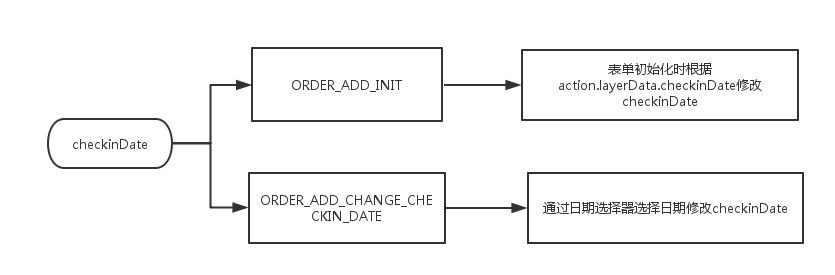 checkinDate
ORDER_ADD_INIT
表单初始化时根据
action.layerData.checkinDate修改
checkinDate
ORDER_ADD_CHANGE_CHE
CKIN_DATE
通过日期选择器选择日期修改checkinDate